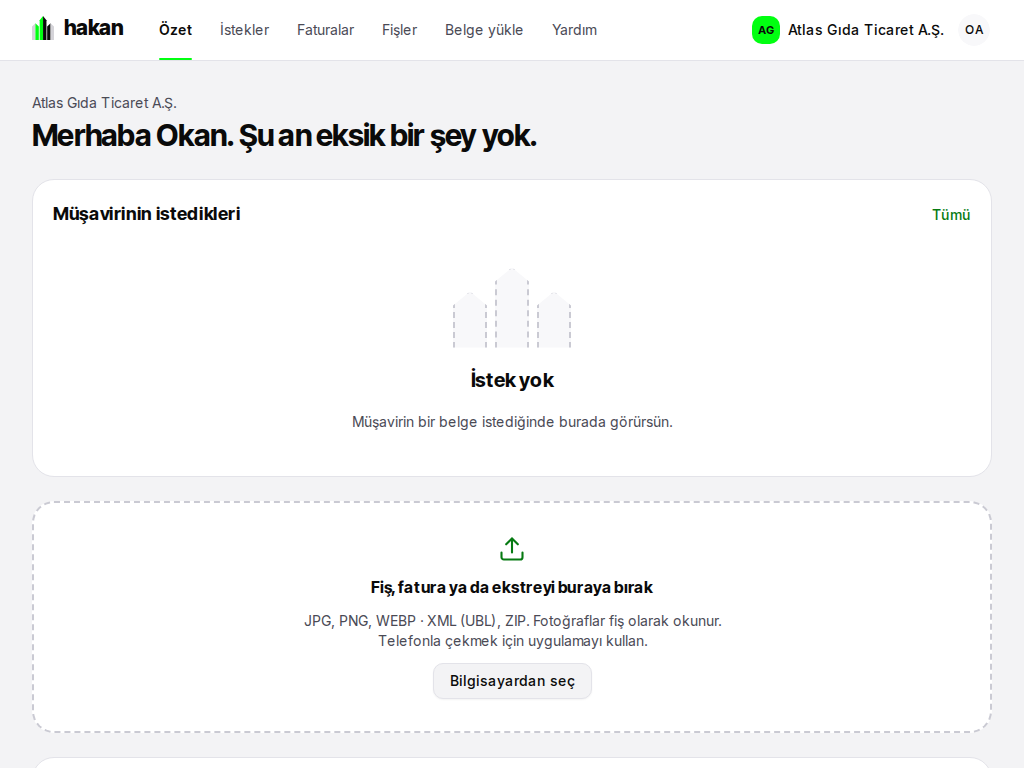 hakan
Özet
İstekler
Faturalar
Fişler
Belge yükle
Yardım
AG
Atlas Gıda Ticaret A.Ş.
OA
Atlas Gıda Ticaret A.Ş.
Merhaba Okan. Şu an eksik bir şey yok.
Müşavirinin istedikleri
Tümü
İstek yok
Müşavirin bir belge istediğinde burada görürsün.
Fiş, fatura ya da ekstreyi buraya bırak
JPG, PNG, WEBP · XML (UBL), ZIP. Fotoğraflar fiş olarak okunur.
Telefonla çekmek için uygulamayı kullan.
Bilgisayardan seç